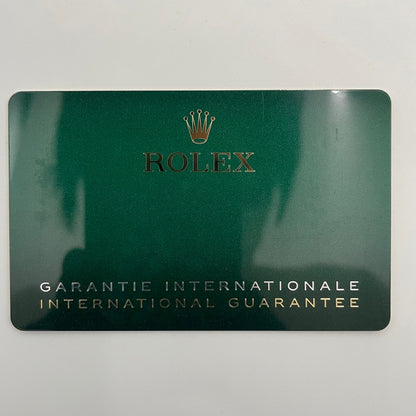 ROLEX
GARANTIE INTERNATIONALE
INTERNATIONAL GUARANTEE